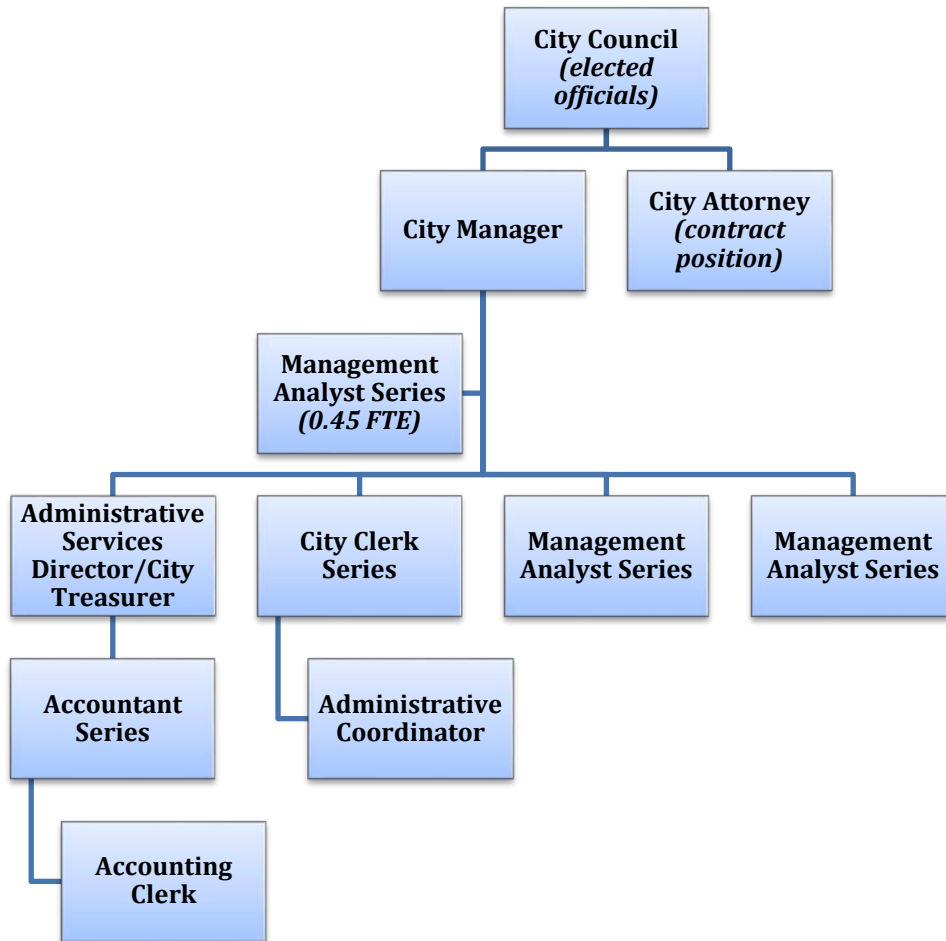 City Council
(elected
officials)
City Manager
City Attorney
(contract
position)
Management
Analyst Series
(0.45 FTE)
Administrative
Services
Director/City
Treasurer
City Clerk
Series
Management
Analyst Series
Management
Analyst Series
Accountant
Series
Administrative
Coordinator
Accounting
Clerk